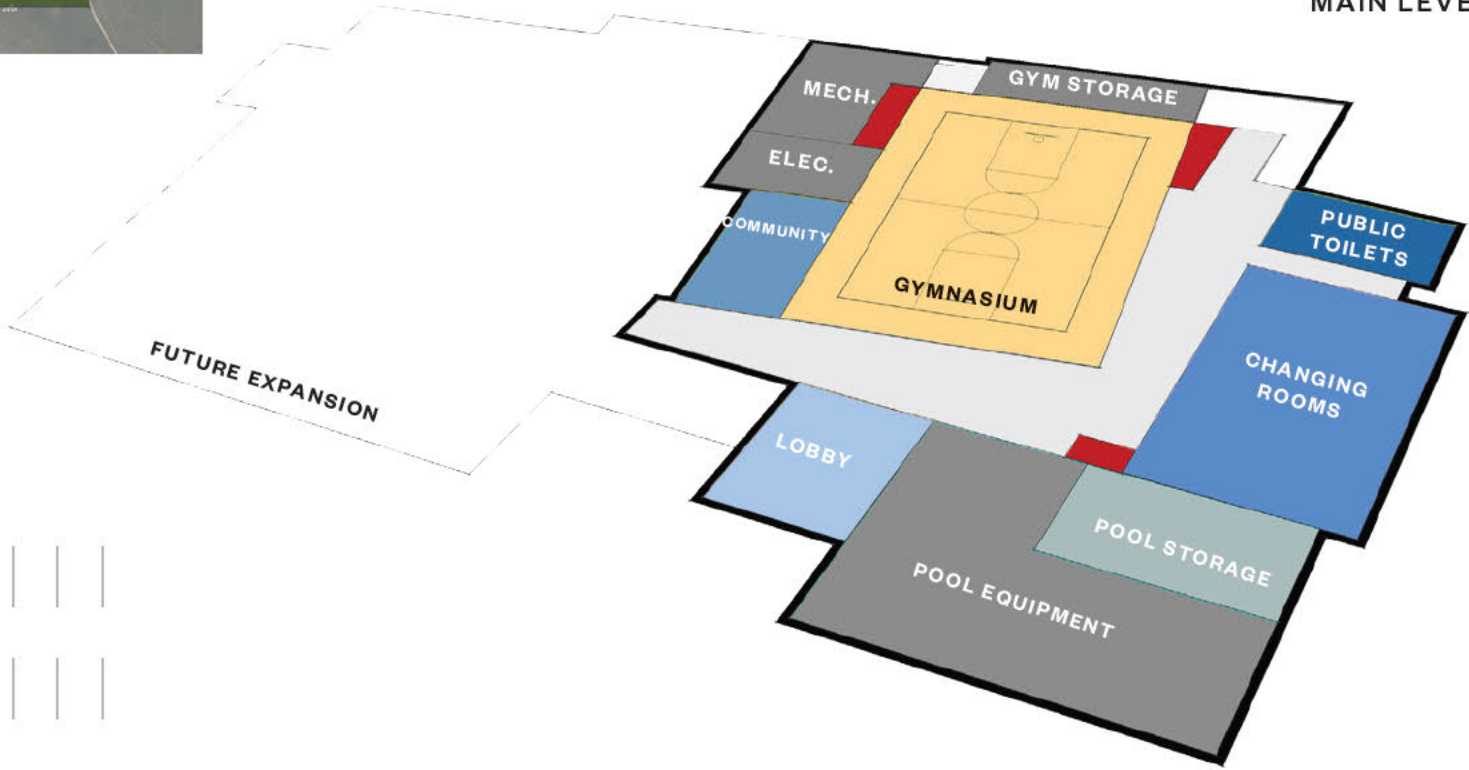 MAIN LEVE
MECH.
GYM STORAGE
ELEC.
COMMUNITY
PUBLIC
TOILETS
GYMNASIUM
FUTURE EXPANSION
CHANGING
ROOMS
LOBBY
POOL STORAGE
POOL EQUIPMENT